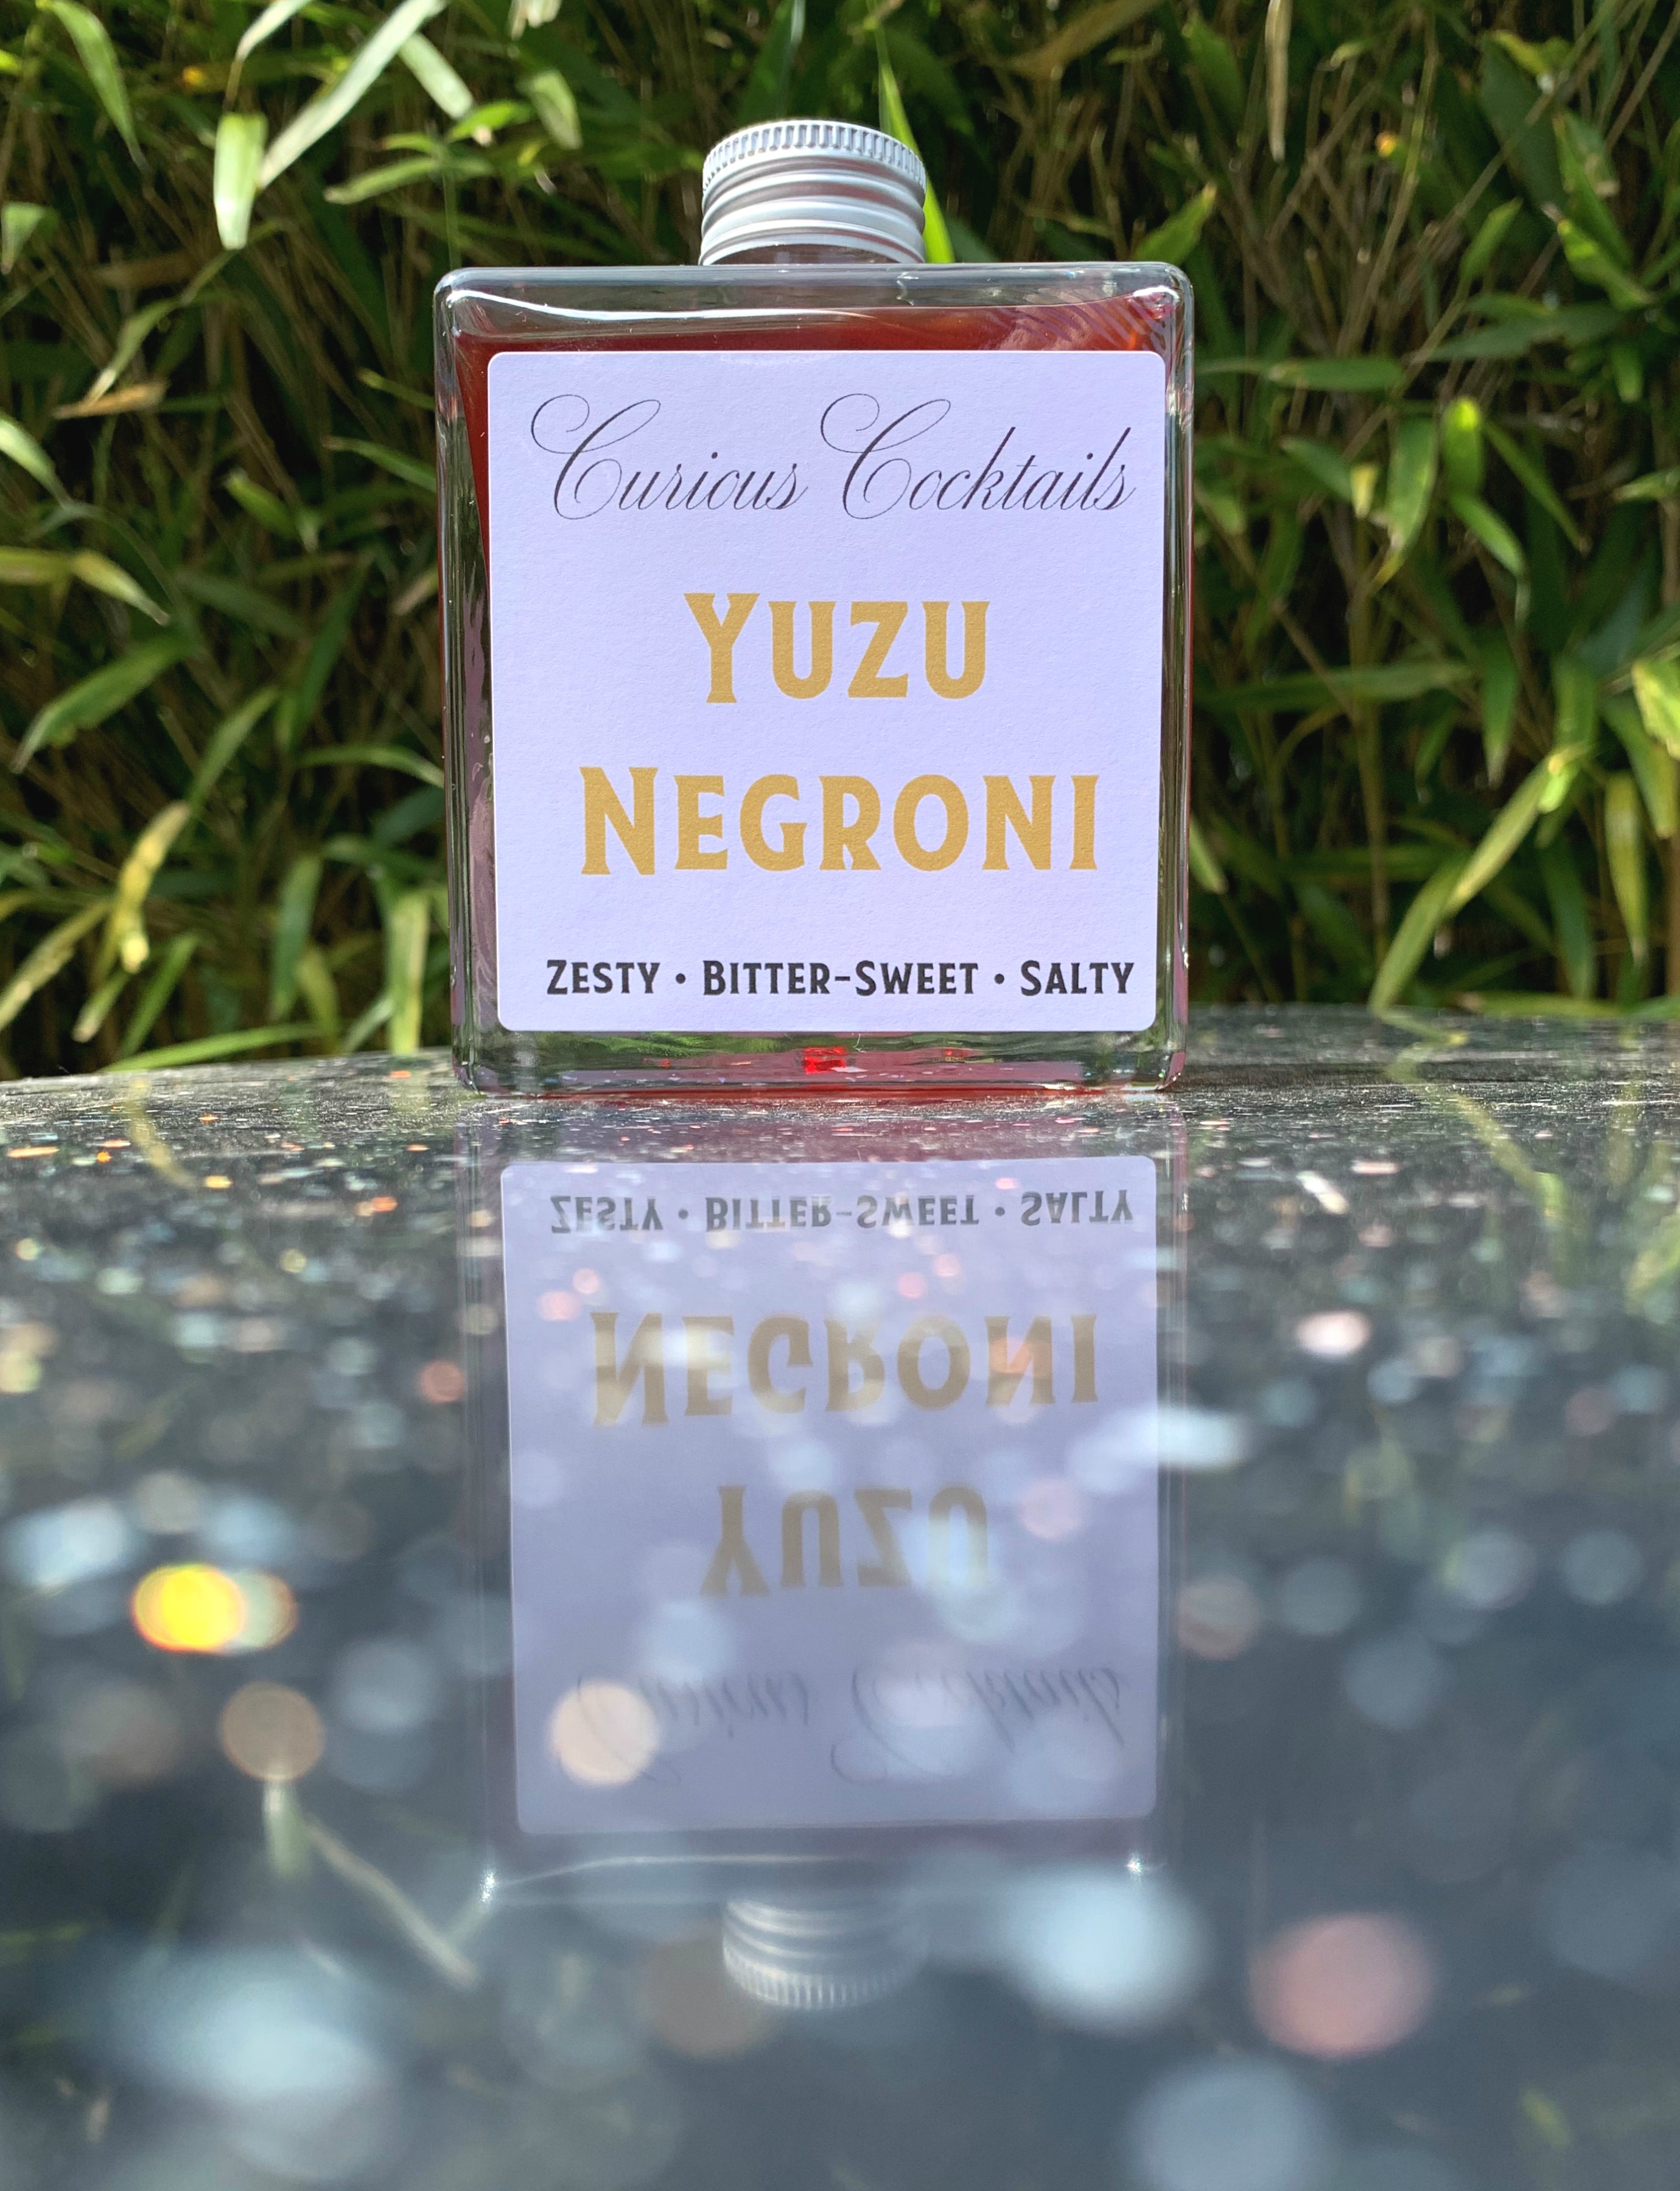 Curious Cocktails
YUZU
NEGRONI
ZESTY • BITTER-SWEET • SALTY